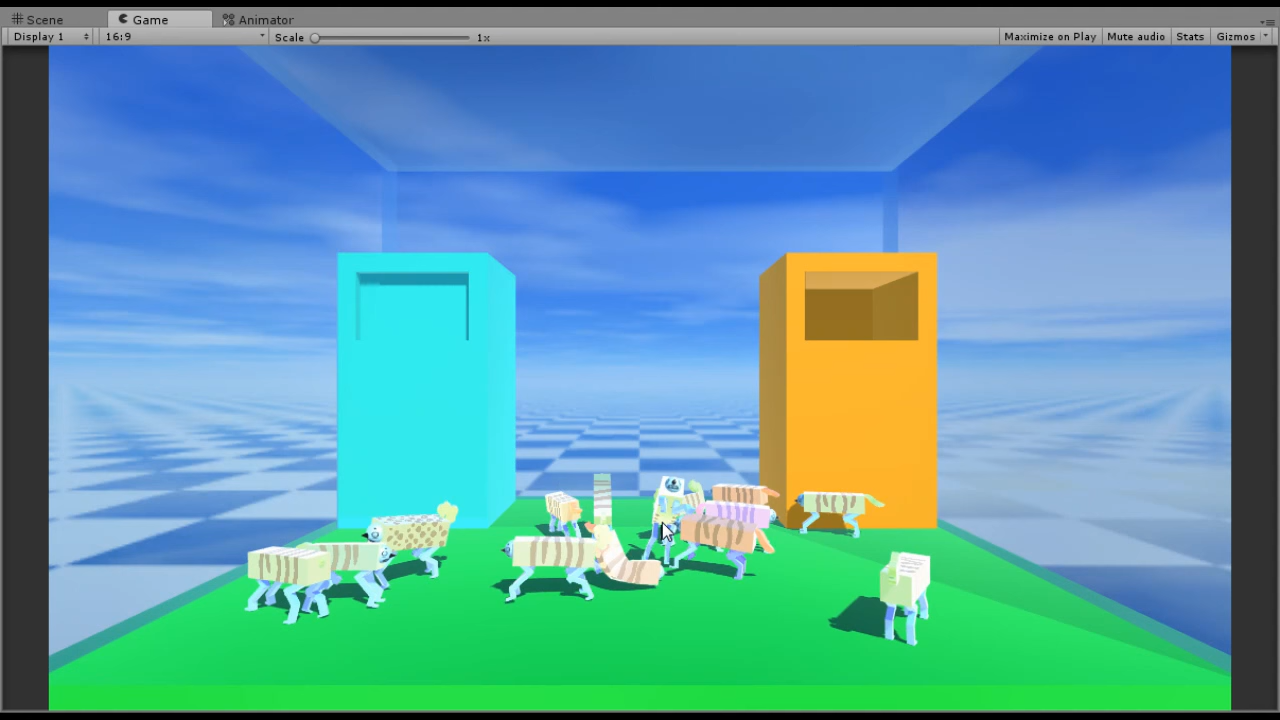 Scene Game Animator
Display 1 16:9 Scale 1x Maximize on Play Mute audio Stats Gizmos